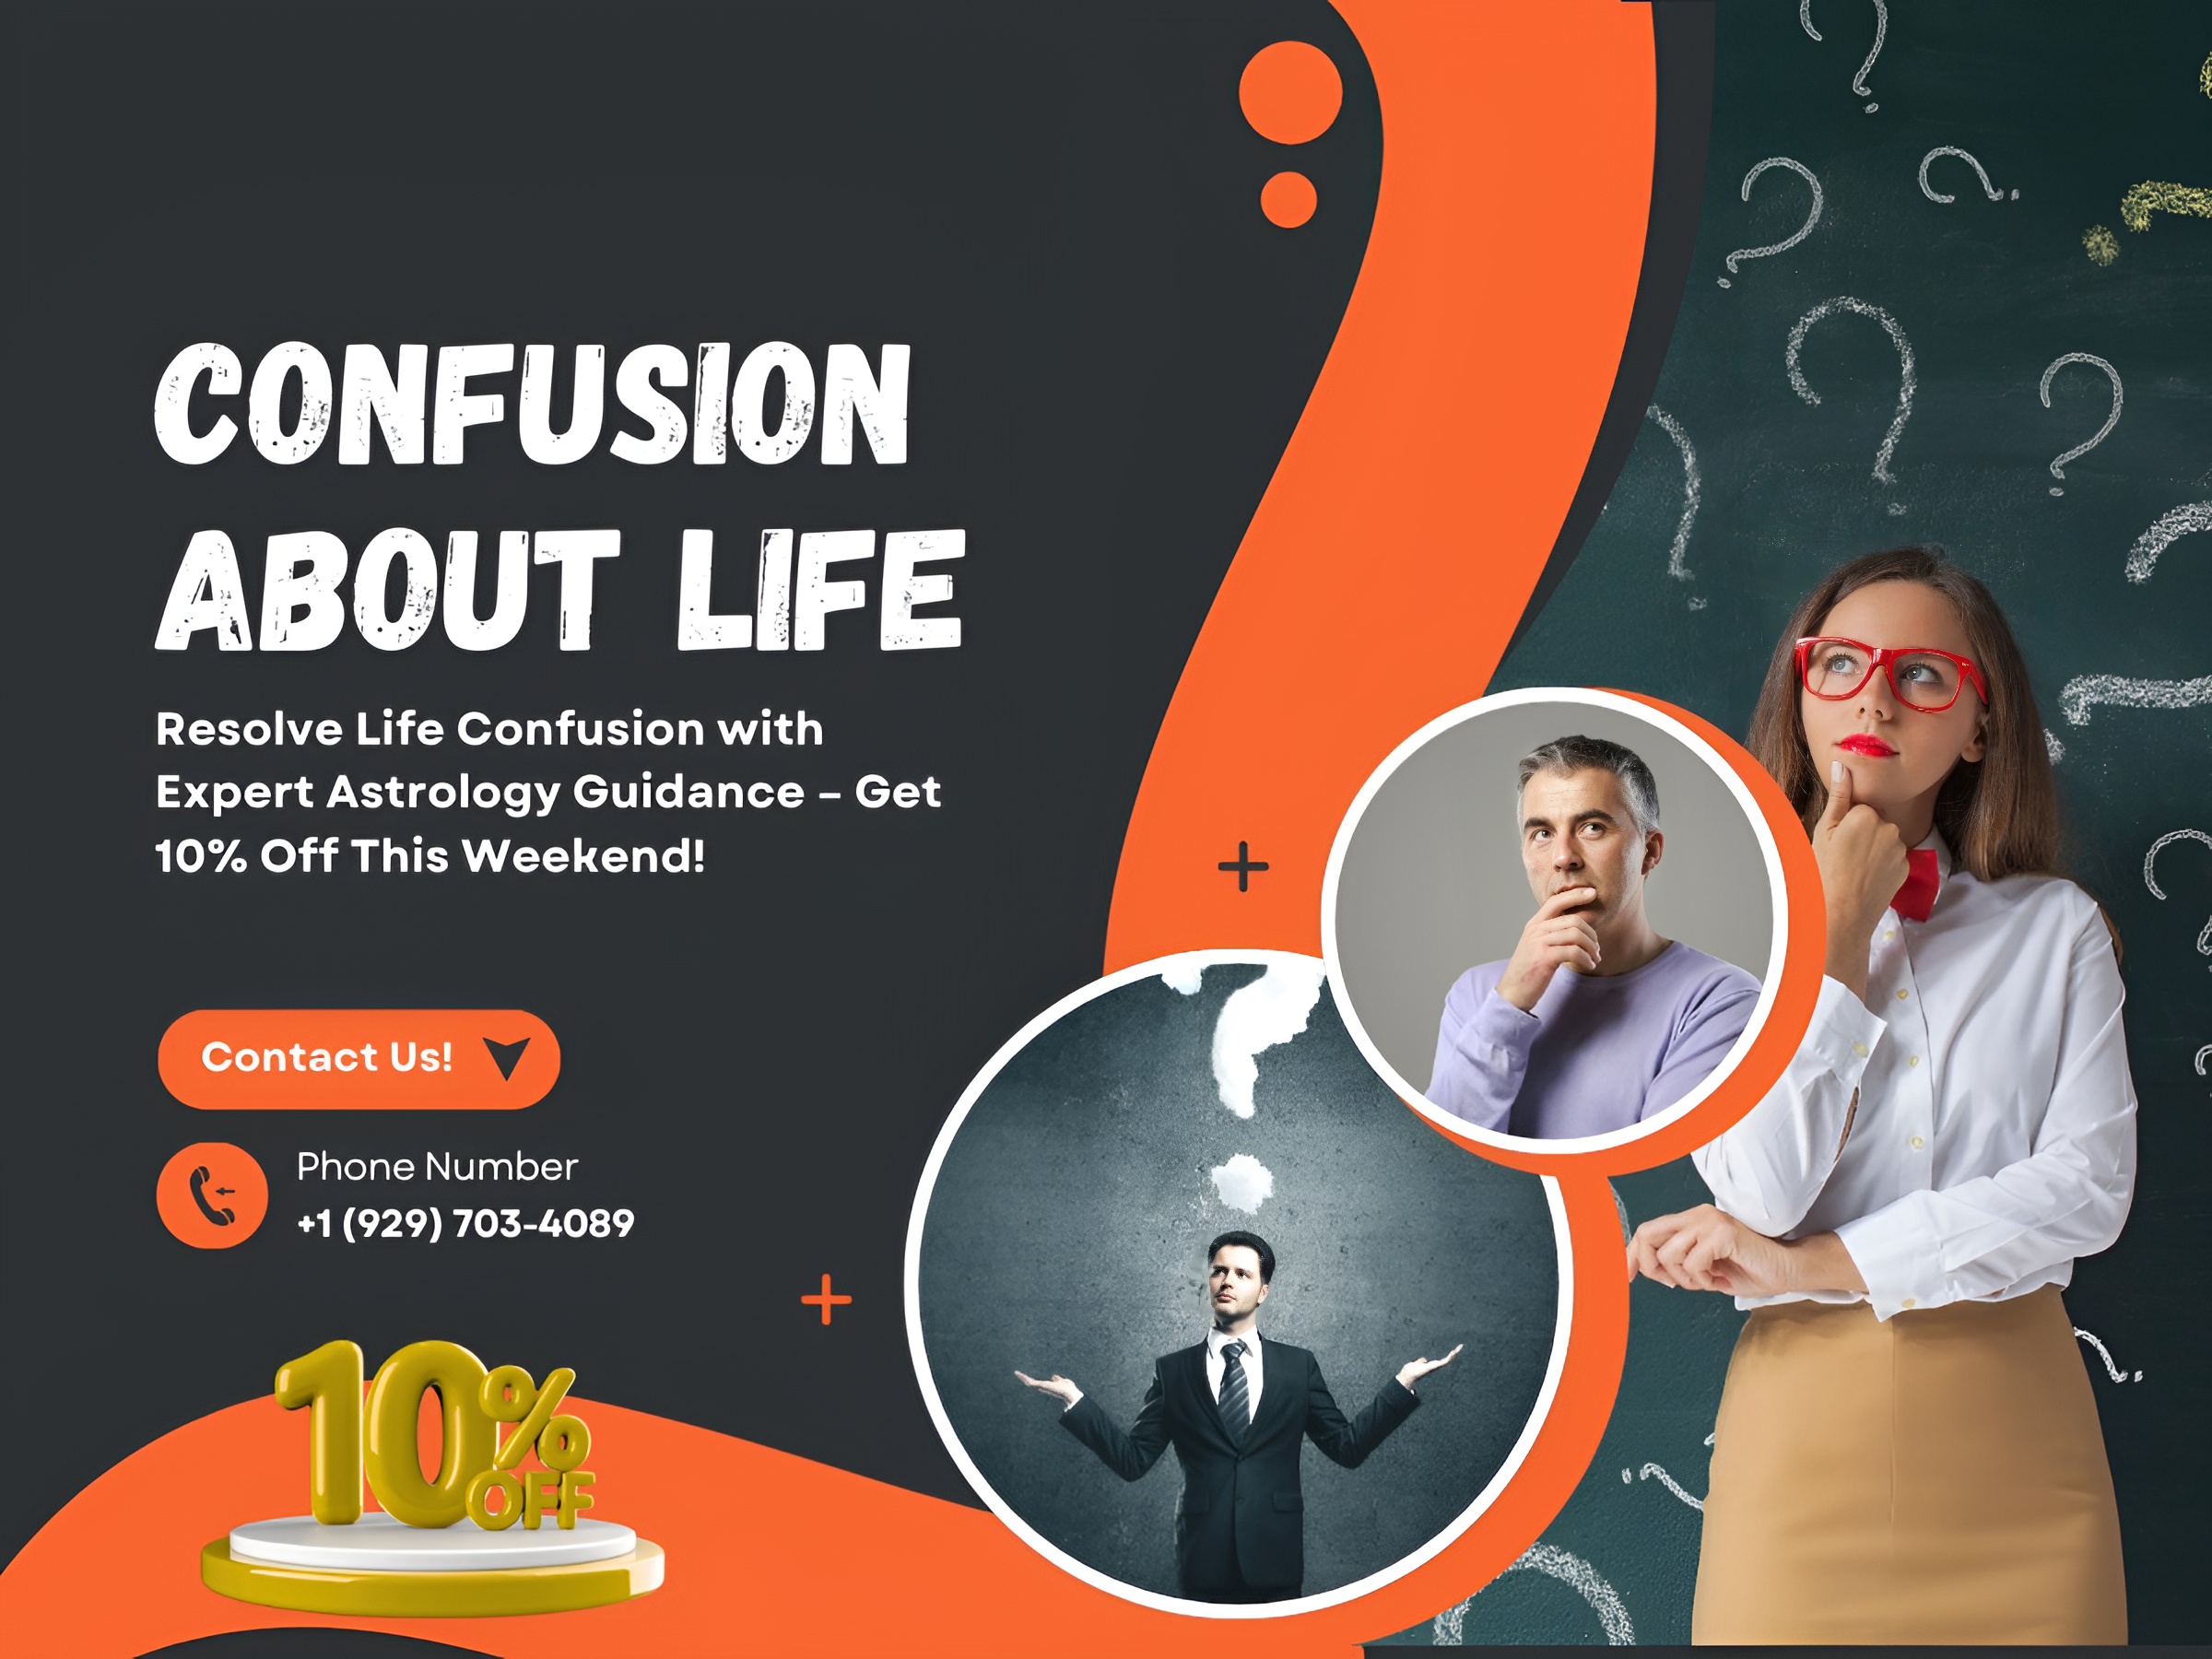 CONFUSION
ABOUT LIFE
Resolve Life Confusion with
Expert Astrology Guidance – Get
10% Off This Weekend!
Contact Us!
Phone Number
+1 (929) 703-4089
10%
OFF